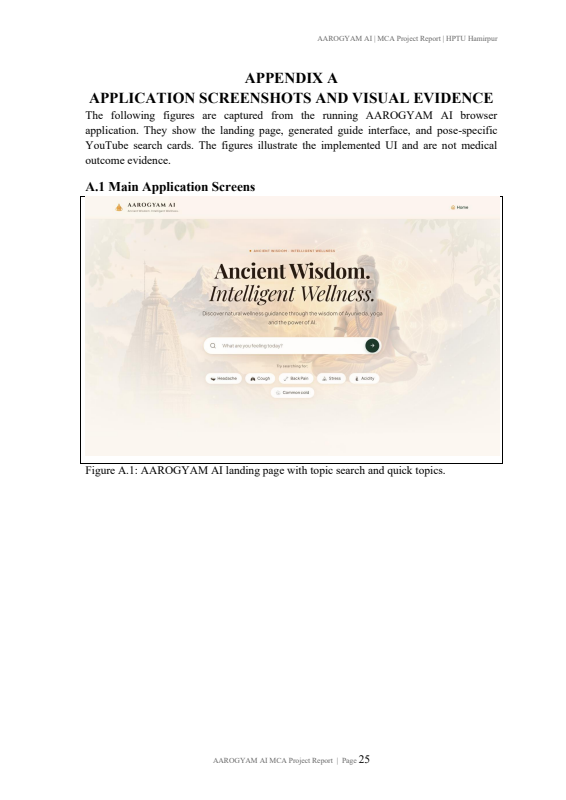 AAROGYAM AI | MCA Project Report | HPTU Hamirpur
APPENDIX A
APPLICATION SCREENSHOTS AND VISUAL EVIDENCE
The following figures are captured from the running AAROGYAM AI browser
application. They show the landing page, generated guide interface, and pose-specific
YouTube search cards. The figures illustrate the implemented UI and are not medical
outcome evidence.
A.1 Main Application Screens
AAROGYAM AI
Home
ANCIENT WISDOM · INTELLIGENT WELLNESS
Ancient Wisdom.
Intelligent Wellness.
Discover natural wellness guidance through the wisdom of Ayurveda, yoga
and the power of AI.
What are you feeling today?
Try searching for:
Headache Cough Back Pain Stress Acidity
Common cold
Figure A.1: AAROGYAM AI landing page with topic search and quick topics.
AAROGYAM AI MCA Project Report | Page 25